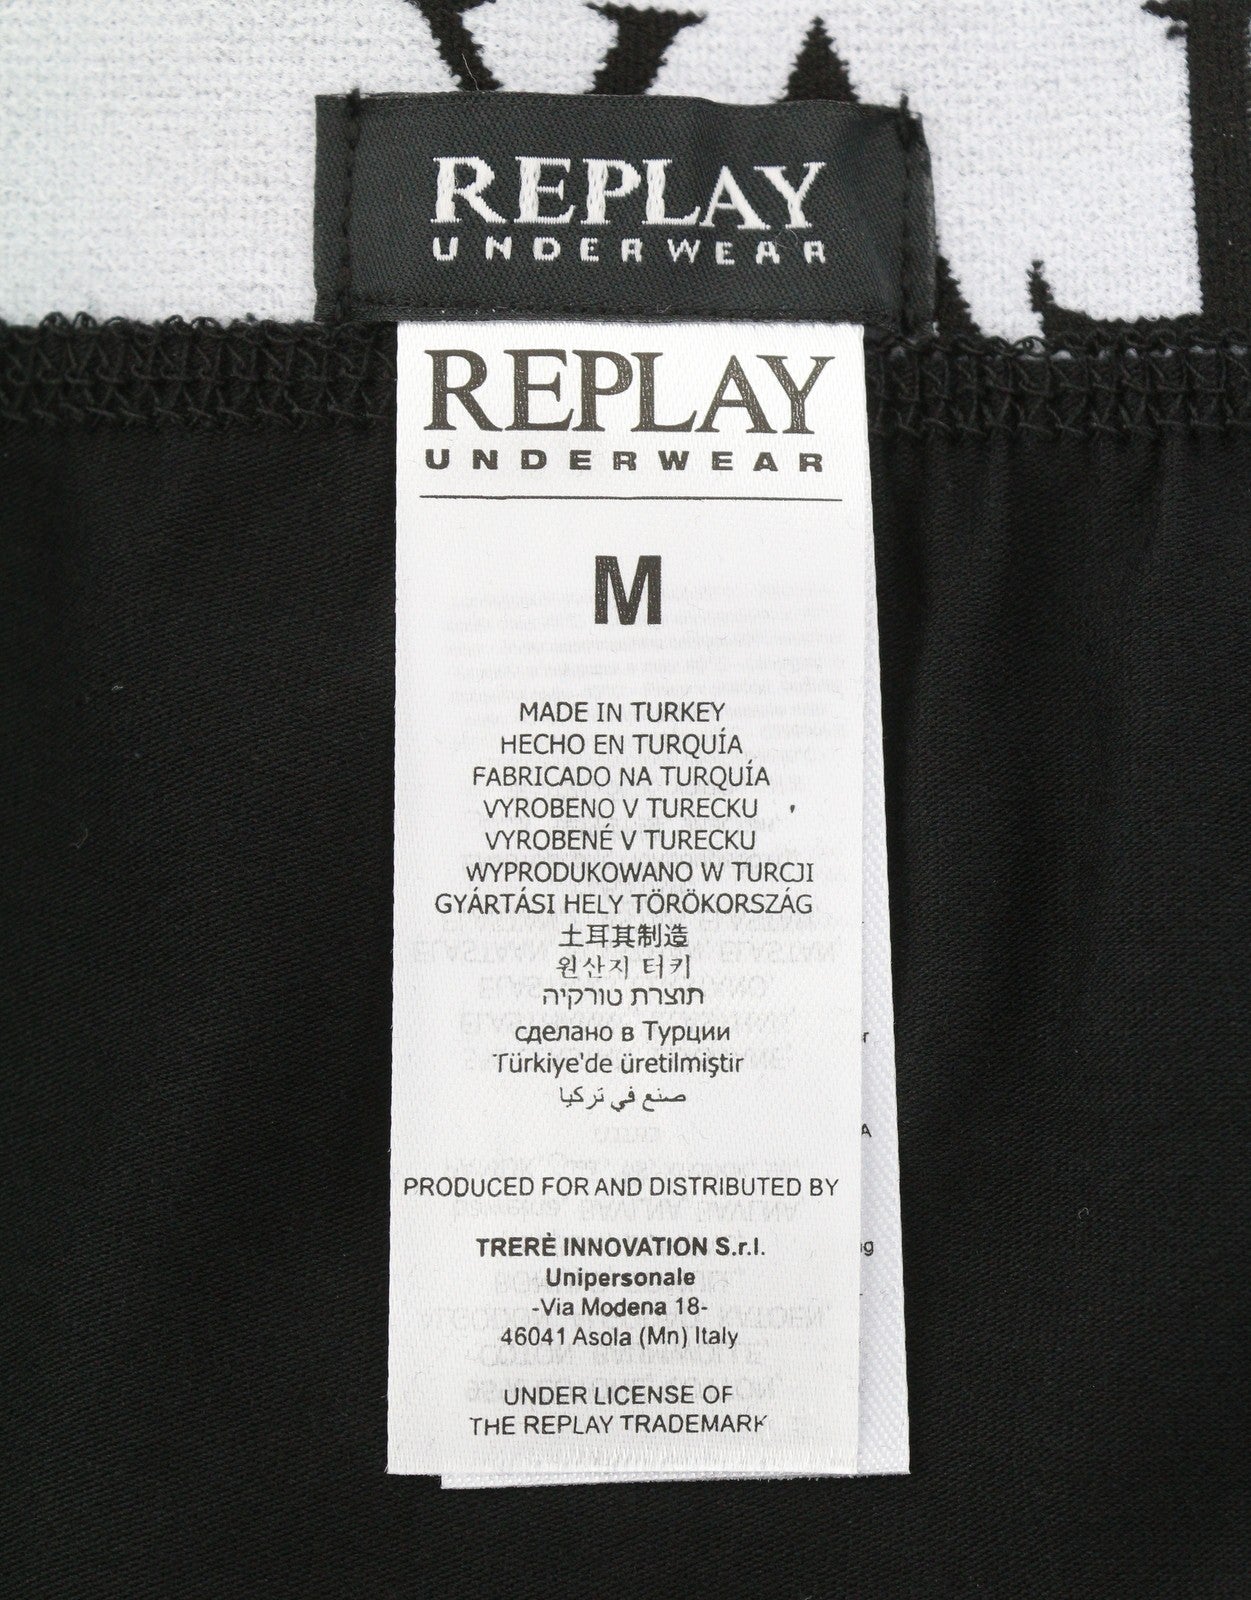 REPLAY
UNDERWEAR
REPLAY
UNDERWEAR
M
MADE IN TURKEY
HECHO EN TURQUÍA
FABRICADO NA TURQUÍA
VYROBENO V TURECKU
VYROBENÉ V TURECKU
WYPRODUKOWANO W TURCJI
GYÁRTÁSI HELY TÖRÖKORSZÁG
土耳其制造
원산지 터키
תוצרת טורקיה
сделано в Турции
Türkiye'de üretilmiştir
صنع في تركيا
PRODUCED FOR AND DISTRIBUTED BY
TRERÈ INNOVATION S.r.l.
Unipersonale
-Via Modena 18-
46041 Asola (Mn) Italy
UNDER LICENSE OF
THE REPLAY TRADEMARK